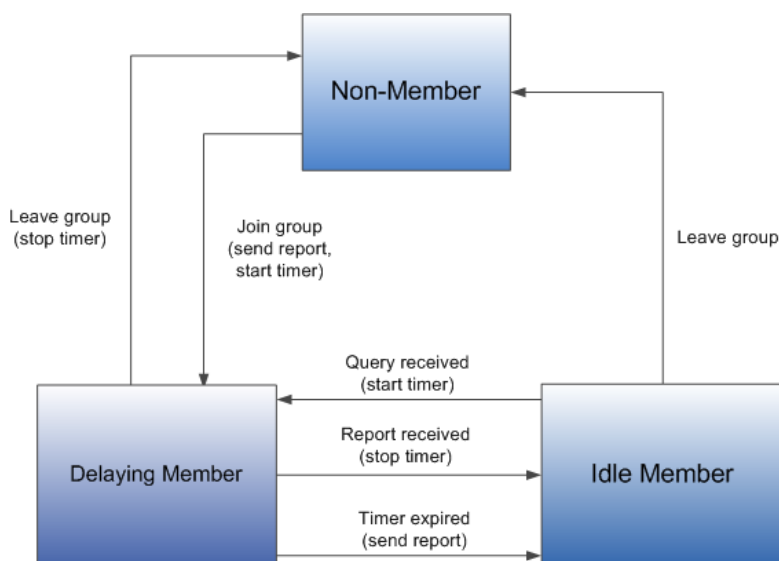 Non-Member
Leave group
(stop timer)
Join group
(send report,
start timer)
Leave group
Query received
(start timer)
Report received
(stop timer)
Delaying Member
Idle Member
Timer expired
(send report)